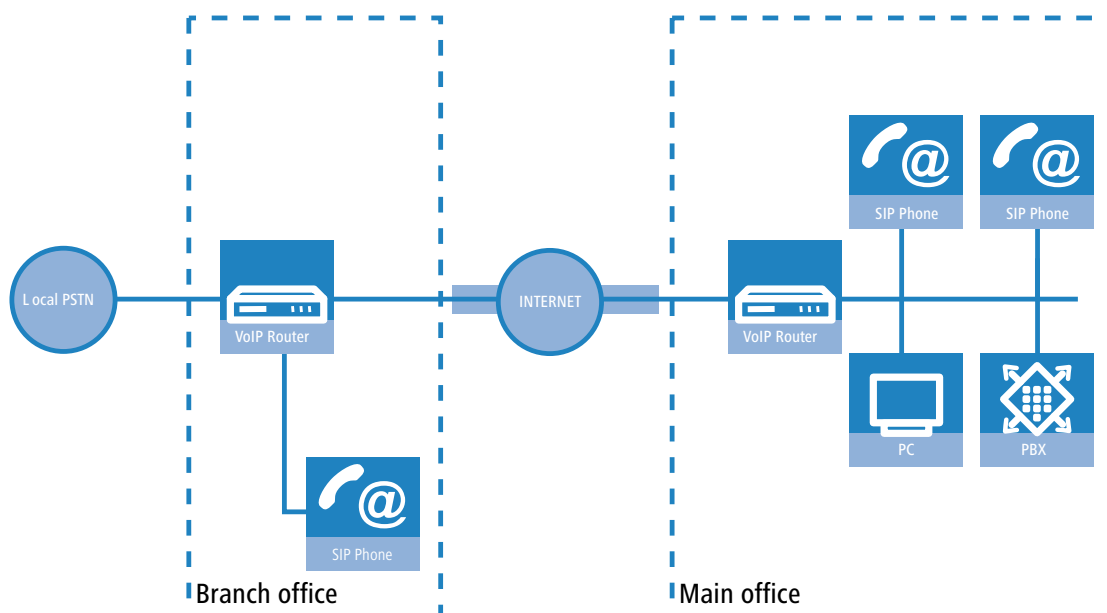 SIP Phone
SIP Phone
L ocal PSTN
INTERNET
VoIP Router
VoIP Router
PC
PBX
SIP Phone
Branch office
Main office